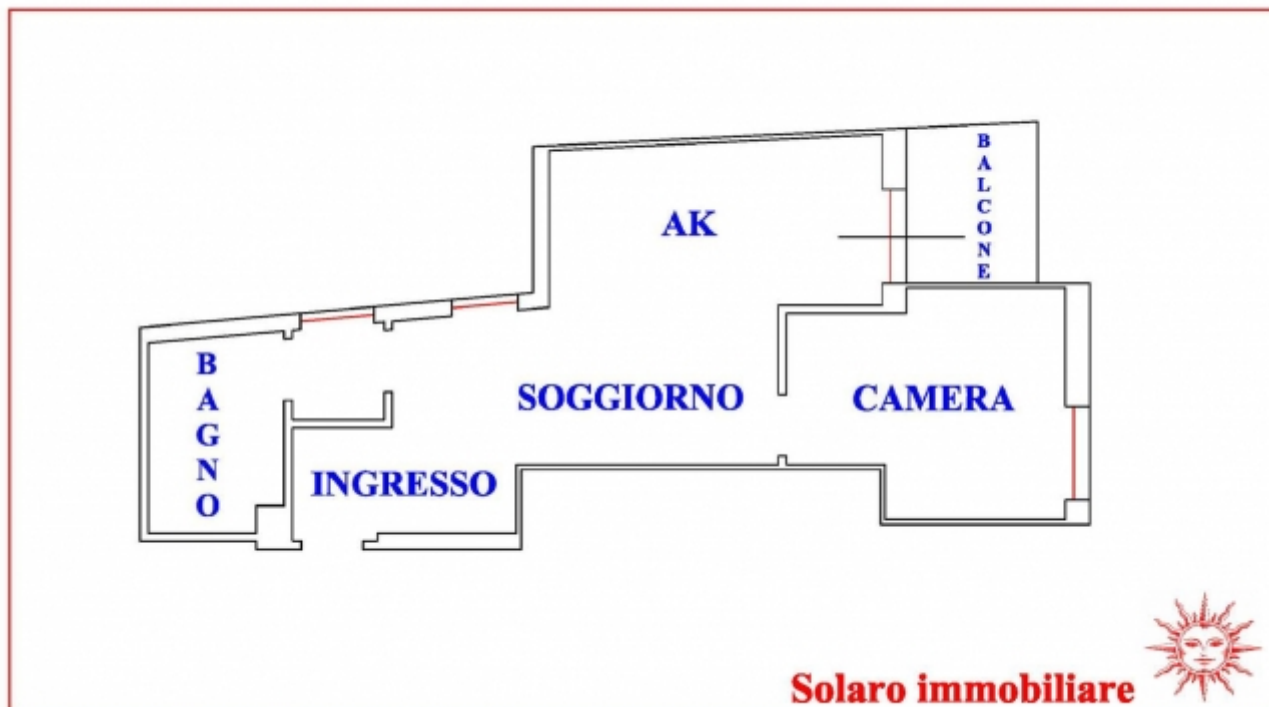 AK
BALCONE
BAGNO
SOGGIORNO
CAMERA
INGRESSO
Solaro immobiliare